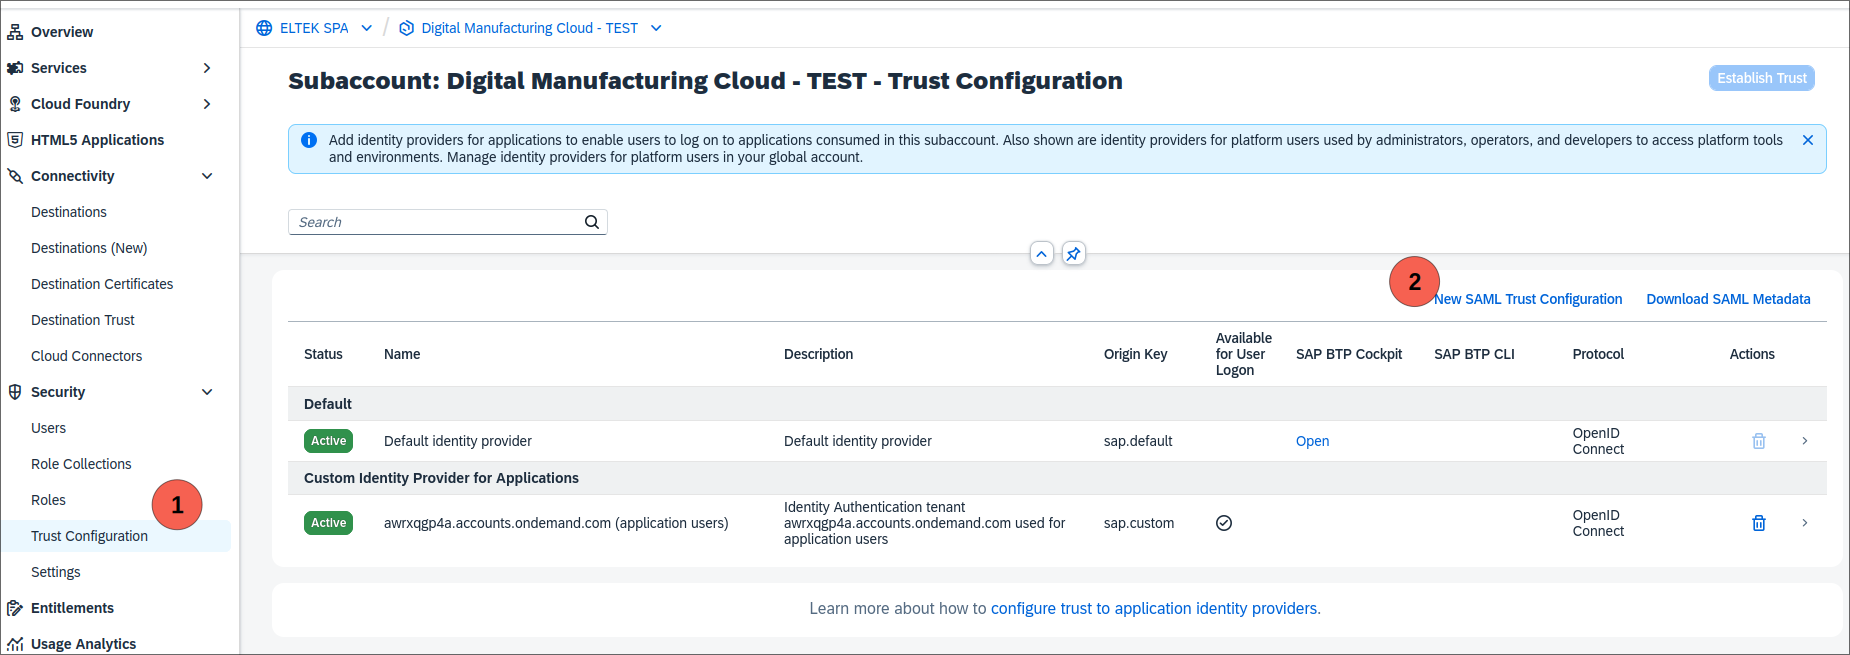 Overview
Services
Cloud Foundry
HTML5 Applications
Connectivity
Destinations
Destinations (New)
Destination Certificates
Destination Trust
Cloud Connectors
Security
Users
Role Collections
Roles
1
Trust Configuration
Settings
Entitlements
Usage Analytics
ELTEK SPA / Digital Manufacturing Cloud - TEST
Subaccount: Digital Manufacturing Cloud - TEST - Trust Configuration
Establish Trust
Add identity providers for applications to enable users to log on to applications consumed in this subaccount. Also shown are identity providers for platform users used by administrators, operators, and developers to access platform tools
and environments. Manage identity providers for platform users in your global account.
Search
2
New SAML Trust Configuration Download SAML Metadata
Status Name Description Origin Key Available for User Logon SAP BTP Cockpit SAP BTP CLI Protocol Actions
Default
Active Default identity provider Default identity provider sap.default Open OpenID Connect
Custom Identity Provider for Applications
Active awrxqgp4a.accounts.ondemand.com (application users) Identity Authentication tenant awrxqgp4a.accounts.ondemand.com used for application users sap.custom OpenID Connect
Learn more about how to configure trust to application identity providers.